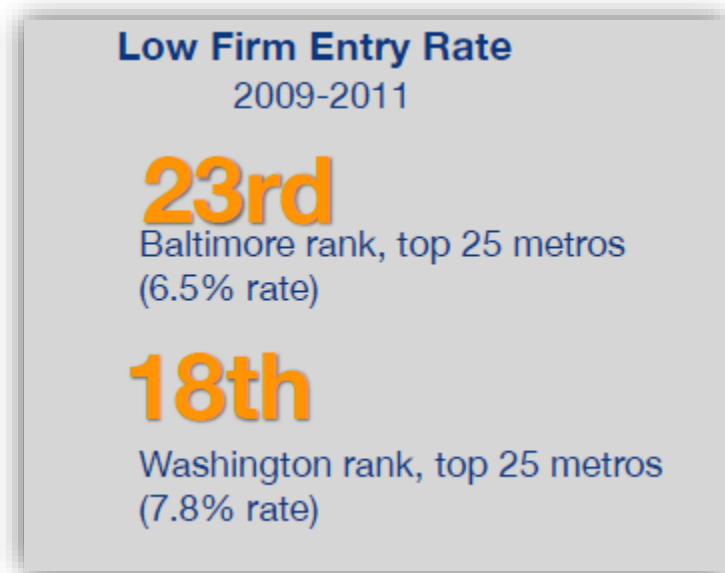 Low Firm Entry Rate
2009-2011
23rd
Baltimore rank, top 25 metros
(6.5% rate)
18th
Washington rank, top 25 metros
(7.8% rate)